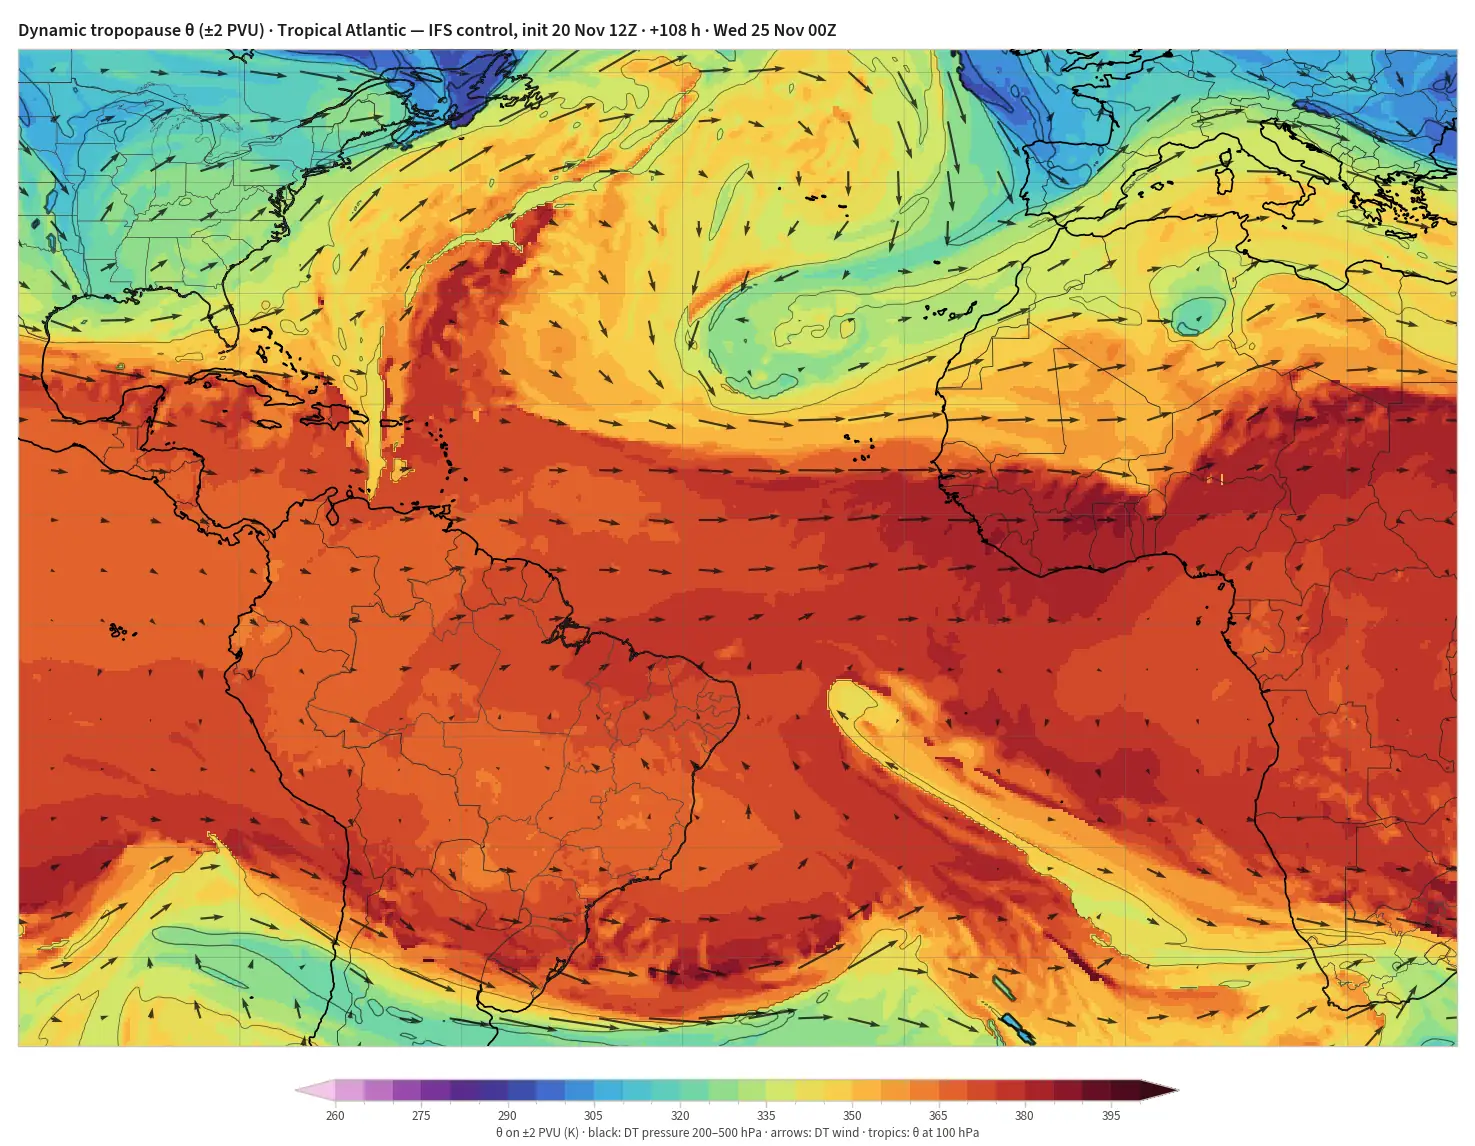 Dynamic tropopause θ (±2 PVU) · Tropical Atlantic — IFS control, init 20 Nov 12Z · +108 h · Wed 25 Nov 00Z
260 275 290 305 320 335 350 365 380 395
θ on ±2 PVU (K) · black: DT pressure 200–500 hPa · arrows: DT wind · tropics: θ at 100 hPa